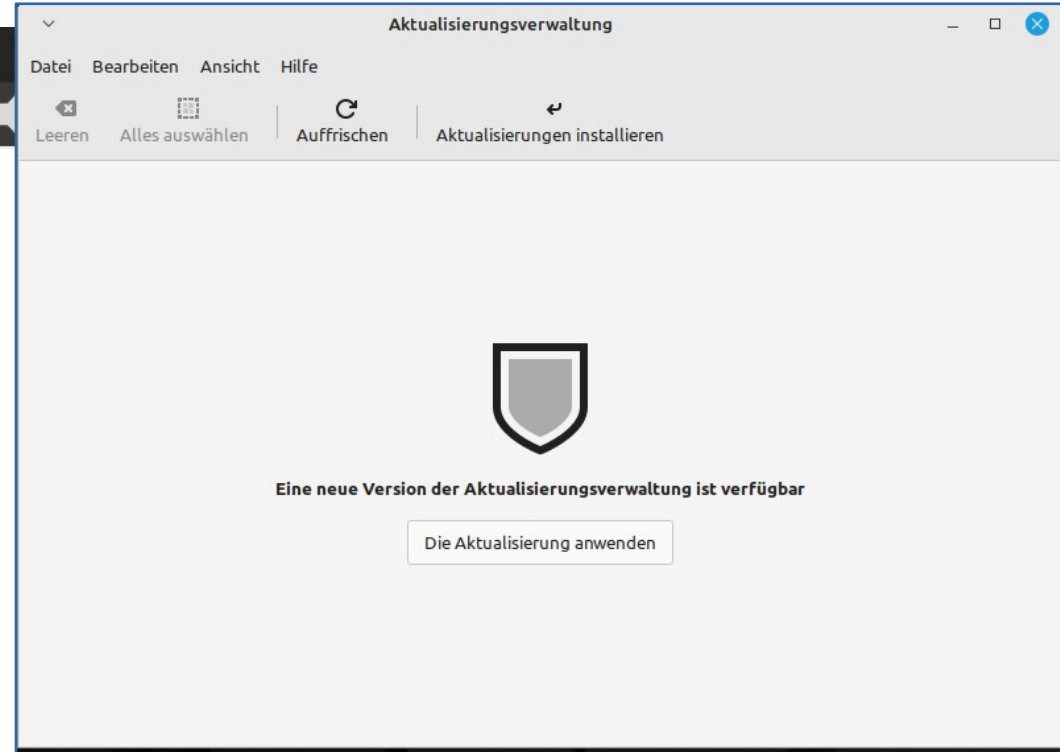 Aktualisierungsverwaltung
Datei Bearbeiten Ansicht Hilfe
Leeren Alles auswählen Auffrischen Aktualisierungen installieren
Eine neue Version der Aktualisierungsverwaltung ist verfügbar
Die Aktualisierung anwenden